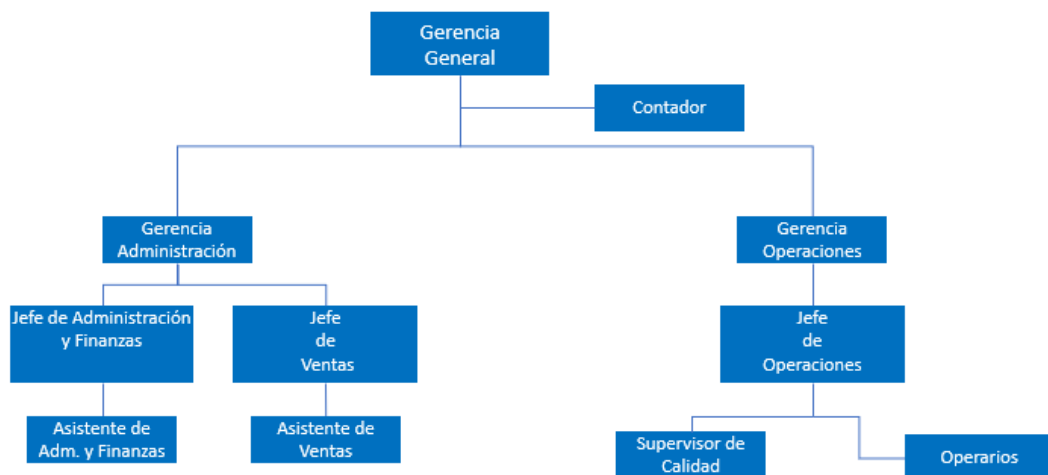 Gerencia
General
Contador
Gerencia
Administración
Gerencia
Operaciones
Jefe de Administración
y Finanzas
Jefe
de
Ventas
Jefe
de
Operaciones
Asistente de
Adm. y Finanzas
Asistente de
Ventas
Supervisor de
Calidad
Operarios